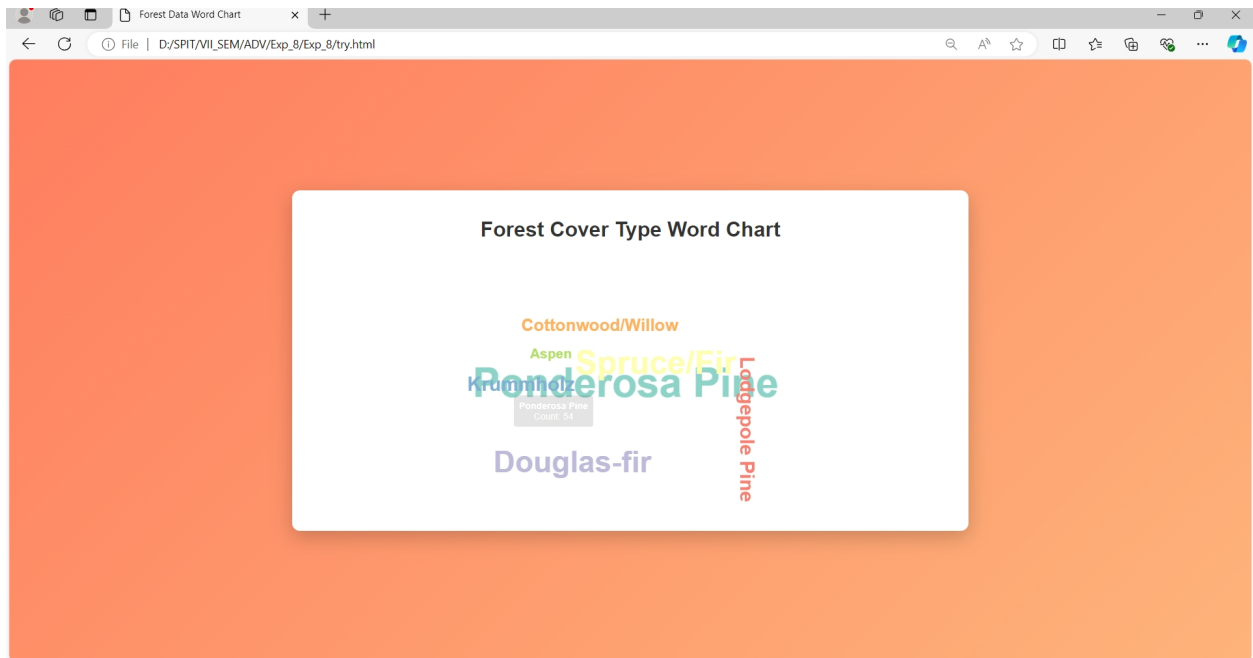 Forest Data Word Chart
File | D:/SPIT/VII_SEM/ADV/Exp_8/Exp_8/try.html
Forest Cover Type Word Chart
Cottonwood/Willow
Aspen
Spruce/Fir
Ponderosa Pine
Krummholz
Lodgepole Pine
Ponderosa Pine
Count: 54
Douglas-fir